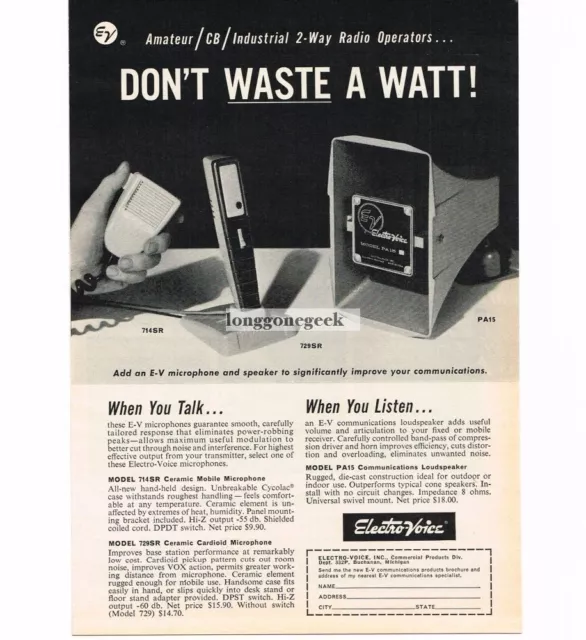 EV ®
Amateur/CB/Industrial 2-Way Radio Operators...
DON'T WASTE A WATT!
EV
Electro-Voice
MODEL PA15
714SR
longgonegeek
729SR
PA15
Add an E-V microphone and speaker to significantly improve your communications.
When You Talk...
these E-V microphones guarantee smooth, carefully
tailored response that eliminates power-robbing
peaks—allows maximum useful modulation to
better cut through noise and interference. For highest
effective output from your transmitter, select one of
these Electro-Voice microphones.
MODEL 714SR Ceramic Mobile Microphone
All-new hand-held design. Unbreakable Cycolac®
case withstands roughest handling — feels comfort-
able at any temperature. Ceramic element is un-
affected by extremes of heat, humidity. Panel mount-
ing bracket included. Hi-Z output -55 db. Shielded
coiled cord, DPDT switch. Net price $9.90.
MODEL 729SR Ceramic Cardioid Microphone
Improves base station performance at remarkably
low cost. Cardioid pickup pattern cuts out room
noise, improves VOX action, permits greater work-
ing distance from microphone. Ceramic element
rugged enough for mobile use. Handsome case fits
easily in hand, or slips quickly into desk stand or
floor stand adapter provided. DPST switch. Hi-Z
output -60 db. Net price $15.90. Without switch
(Model 729) $14.70.
When You Listen...
an E-V communications loudspeaker adds useful
volume and articulation to your fixed or mobile
receiver. Carefully controlled band-pass of compres-
sion driver and horn improves efficiency, cuts distor-
tion and overloading, eliminates unwanted noise.
MODEL PA15 Communications Loudspeaker
Rugged, die-cast construction ideal for outdoor or
indoor use. Outperforms typical cone speakers. In-
stall with no circuit changes. Impedance 8 ohms.
Universal swivel mount. Net price $18.00.
Electro-Voice
ELECTRO-VOICE, INC., Commercial Products Div.
Dept. 522P, Buchanan, Michigan
Send me the new E-V communications products brochure and
address of my nearest E-V communications specialist.
NAME
ADDRESS
CITY STATE